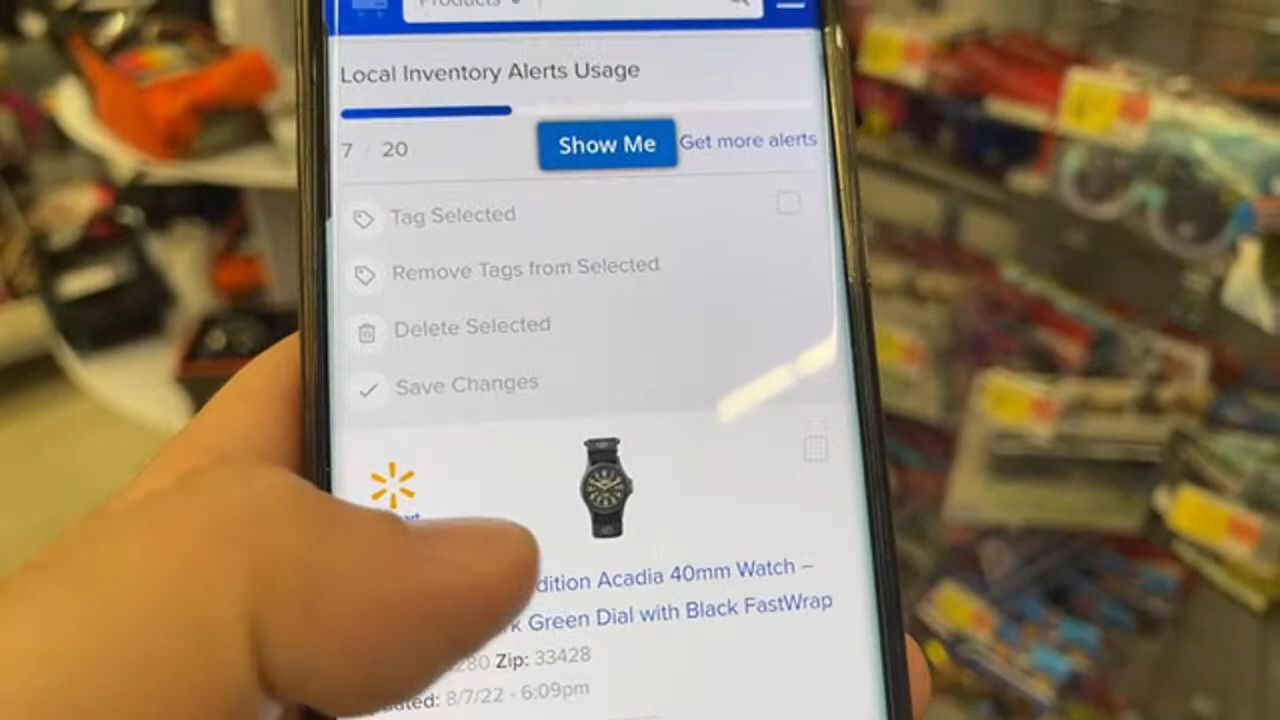 Products
Local Inventory Alerts Usage
7 20
Show Me
Get more alerts
Tag Selected
Remove Tags from Selected
Delete Selected
Save Changes
dition Acadia 40mm Watch –
k Green Dial with Black FastWrap
280 Zip: 33428
ated: 8/7/22 - 6:09pm